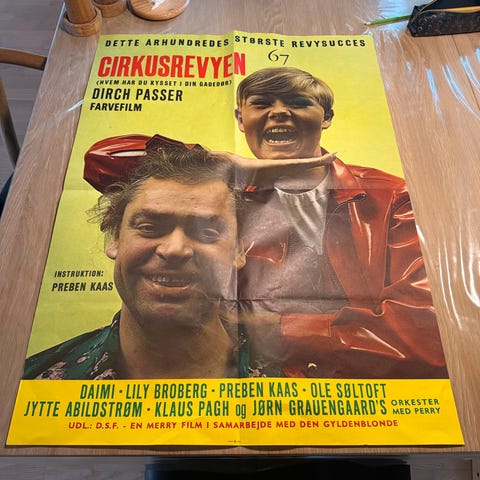 DETTE ÅRHUNDREDES STØRSTE REVYSUCCES
CIRKUSREVYEN 67
(HVEM HAR DU KYSSET I DIN GADEDØR)
DIRCH PASSER
FARVEFILM
INSTRUKTION:
PREBEN KAAS
DAIMI · LILY BROBERG · PREBEN KAAS · OLE SØLTOFT
JYTTE ABILDSTRØM · KLAUS PAGH og JØRN GRAUENGAARD'S ORKESTER
MED PERRY
UDL.: D.S.F. - EN MERRY FILM I SAMARBEJDE MED DEN GYLDENBLONDE